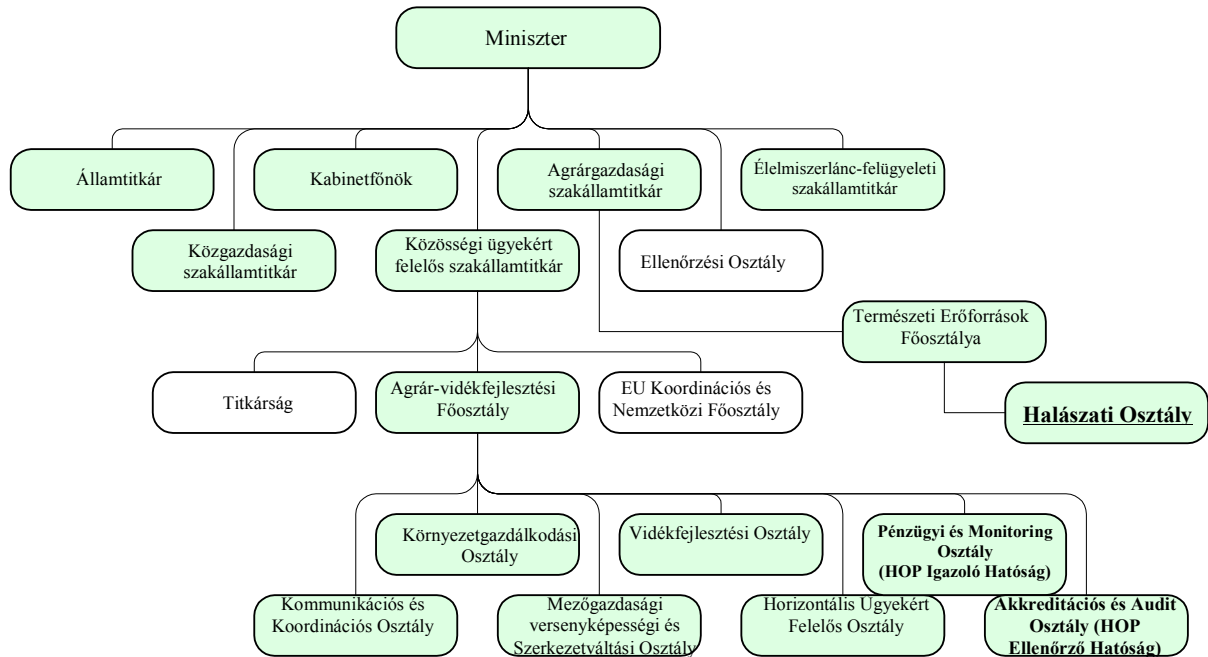 Miniszter
Államtitkár
Kabinetfőnök
Agrárgazdasági
szakállamtitkár
Élelmiszerlánc-felügyeleti
szakállamtitkár
Közgazdasági
szakállamtitkár
Közösségi ügyekért
felelős szakállamtitkár
Ellenőrzési Osztály
Természeti Erőforrások
Főosztálya
Titkárság
Agrár-vidékfejlesztési
Főosztály
EU Koordinációs és
Nemzetközi Főosztály
Halászati Osztály
Környezetgazdálkodási
Osztály
Vidékfejlesztési Osztály
Pénzügyi és Monitoring
Osztály
(HOP Igazoló Hatóság)
Kommunikációs és
Koordinációs Osztály
Mezőgazdasági
versenyképességi és
Szerkezetváltási Osztály
Horizontális Ügyekért
Felelős Osztály
Akkreditációs és Audit
Osztály (HOP
Ellenőrző Hatóság)